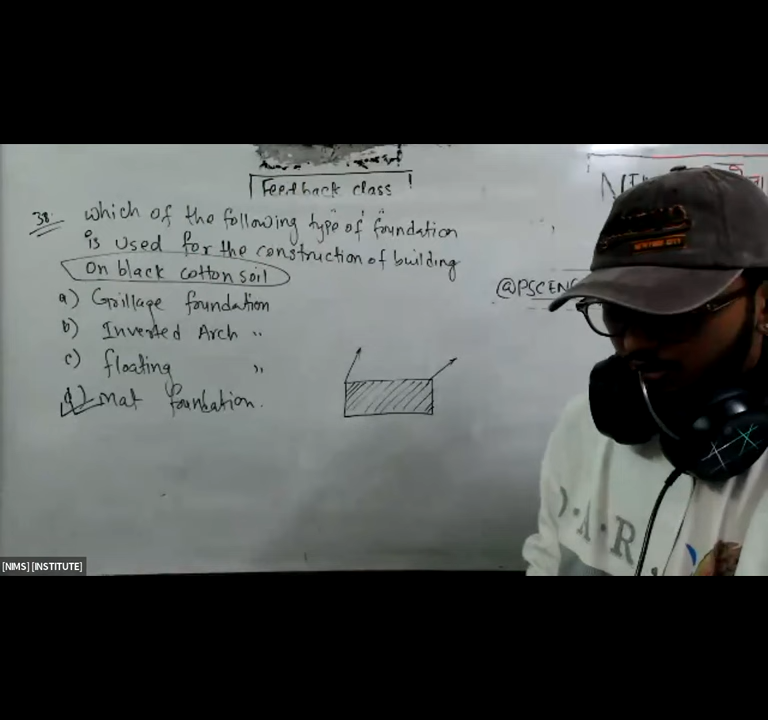 Feedback class !
38. which of the following type of foundation
is used for the construction of building
on black cotton soil
a) Grillage foundation
b) Inverted Arch "
c) floating "
d) mat foundation.
@PSCENG
D.A.R.
[NIMS] [INSTITUTE]